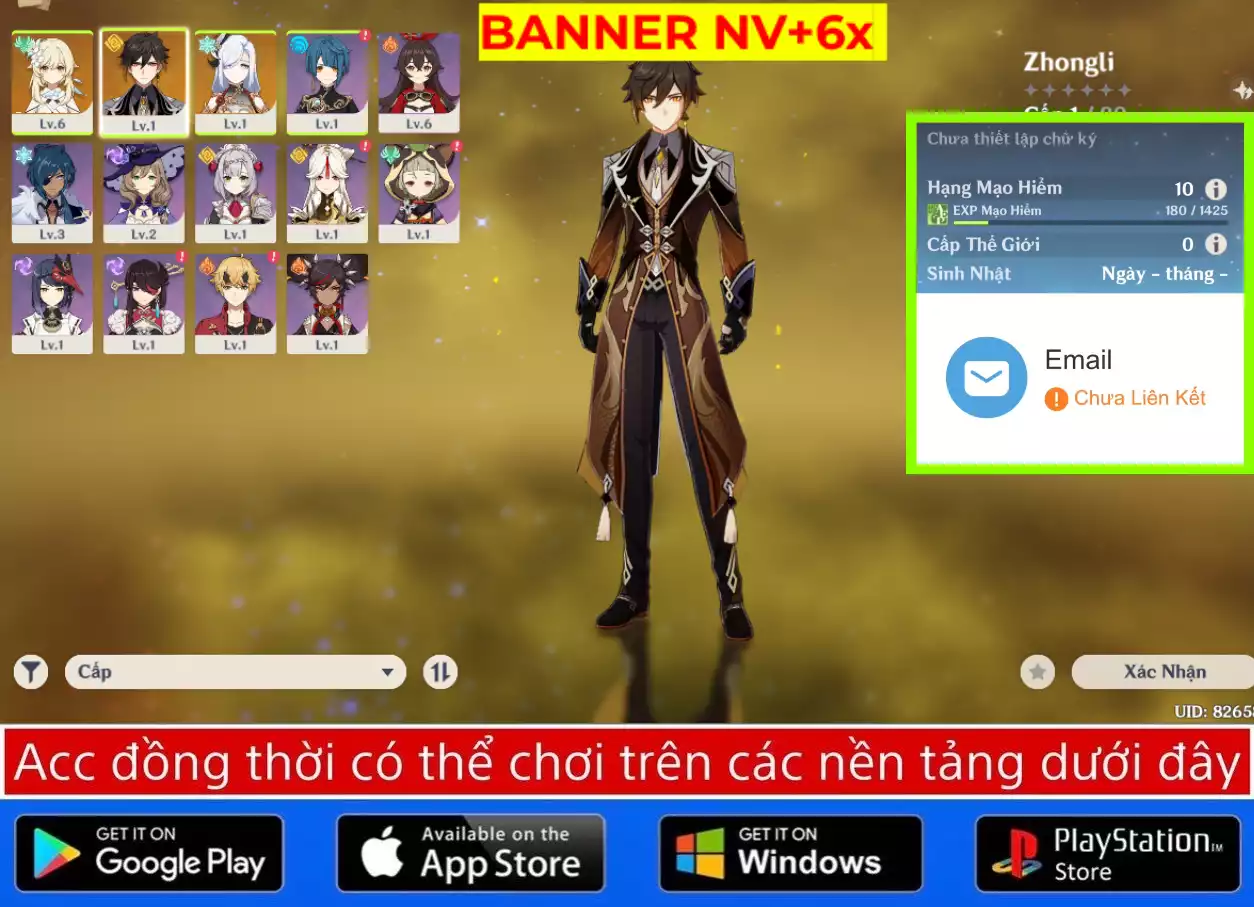 BANNER NV+6x
Lv.6
Lv.1
Lv.1
Lv.1
Lv.6
Lv.3
Lv.2
Lv.1
Lv.1
Lv.1
Lv.1
Lv.1
Lv.1
Lv.1
Zhongli
Chưa thiết lập chữ ký
Hạng Mạo Hiểm 10
EXP Mạo Hiểm 180 / 1425
Cấp Thế Giới 0
Sinh Nhật Ngày - tháng -
Email
Chưa Liên Kết
Cấp
Xác Nhận
UID: 8265
Acc đồng thời có thể chơi trên các nền tảng dưới đây
GET IT ON
Google Play
Available on the
App Store
GET IT ON
Windows
PlayStation TM
Store